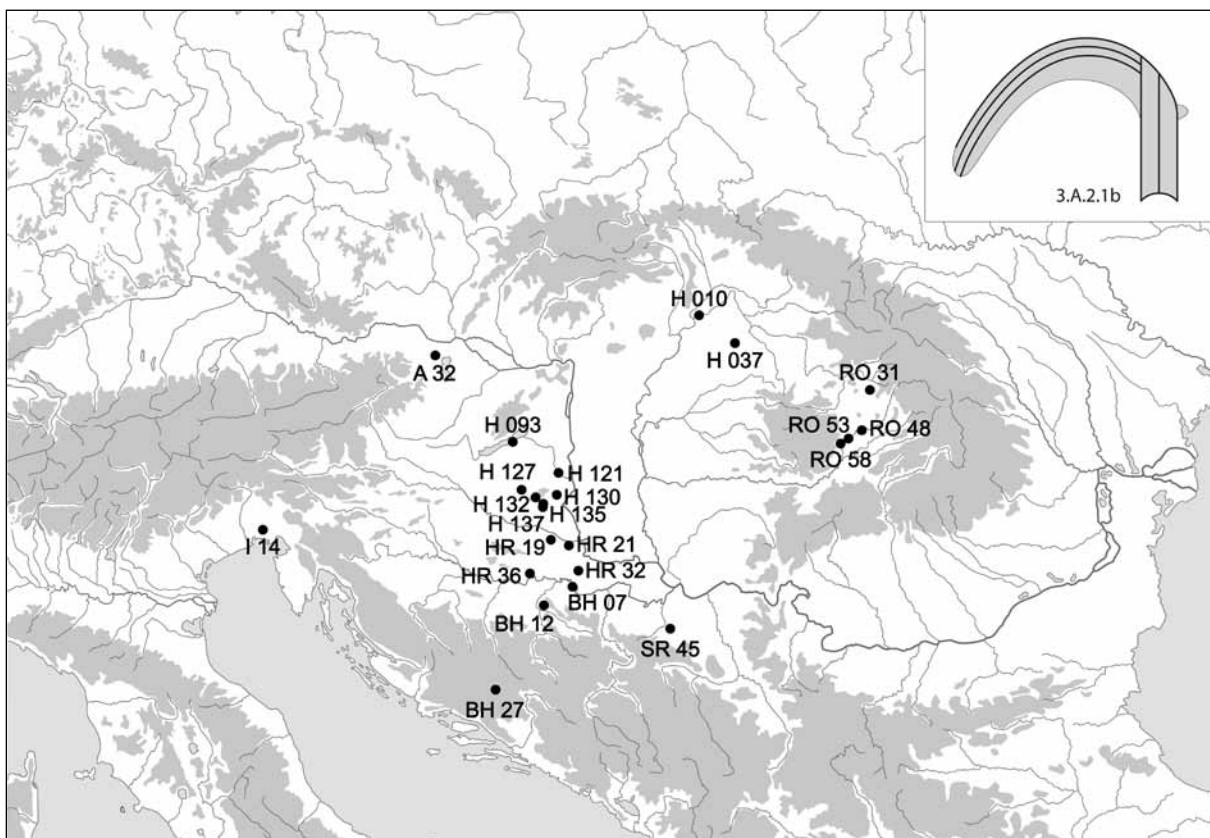 3.A.2.1b
H 010
H 037
A 32
RO 31
H 093
RO 53
RO 48
RO 58
H 121
H 127
H 130
H 132
H 135
H 137
I 14
HR 19
HR 21
HR 36
HR 32
BH 07
BH 12
SR 45
BH 27